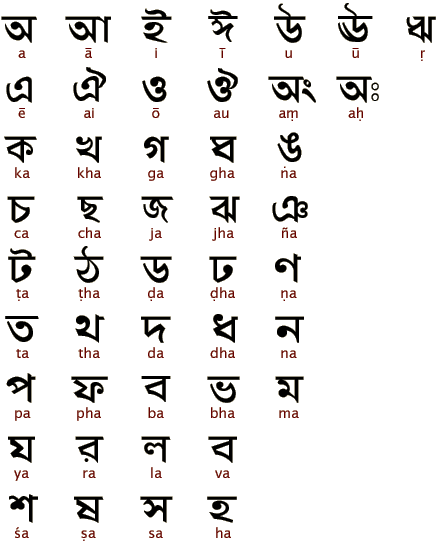 অ আ ই ঈ উ ঊ ঋ
a ā i ī u ū ṛ
এ ঐ ও ঔ অং অঃ
ē ai ō au aṃ aḥ
ক খ গ ঘ ঙ
ka kha ga gha ṅa
চ ছ জ ঝ ঞ
ca cha ja jha ña
ট ঠ ড ঢ ণ
ṭa ṭha ḍa ḍha ṇa
ত থ দ ধ ন
ta tha da dha na
প ফ ব ভ ম
pa pha ba bha ma
য র ল ব
ya ra la va
শ ষ স হ
śa ṣa sa ha